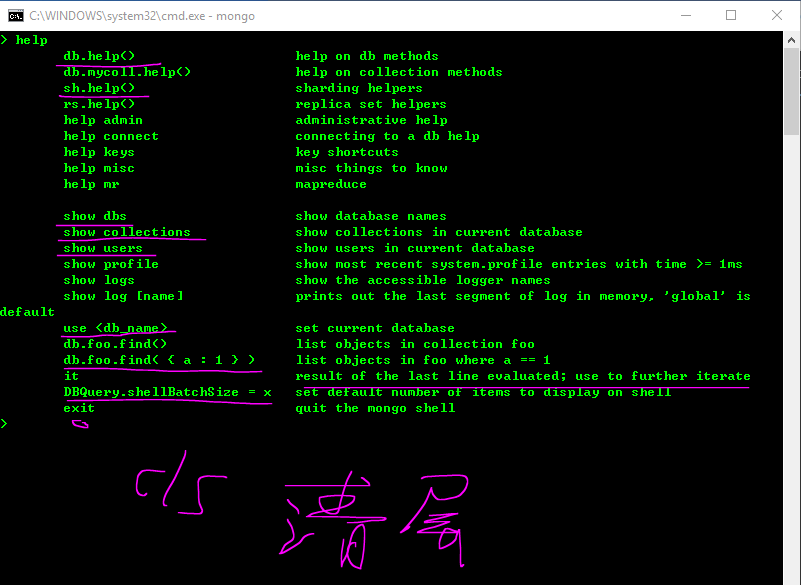 C:\WINDOWS\system32\cmd.exe - mongo
> help
db.help() help on db methods
db.mycoll.help() help on collection methods
sh.help() sharding helpers
rs.help() replica set helpers
help admin administrative help
help connect connecting to a db help
help keys key shortcuts
help misc misc things to know
help mr mapreduce
show dbs show database names
show collections show collections in current database
show users show users in current database
show profile show most recent system.profile entries with time >= 1ms
show logs show the accessible logger names
show log [name] prints out the last segment of log in memory, 'global' is
default
use <db_name> set current database
db.foo.find() list objects in collection foo
db.foo.find( { a : 1 } ) list objects in foo where a == 1
it result of the last line evaluated; use to further iterate
DBQuery.shellBatchSize = x set default number of items to display on shell
exit quit the mongo shell
>
清屏